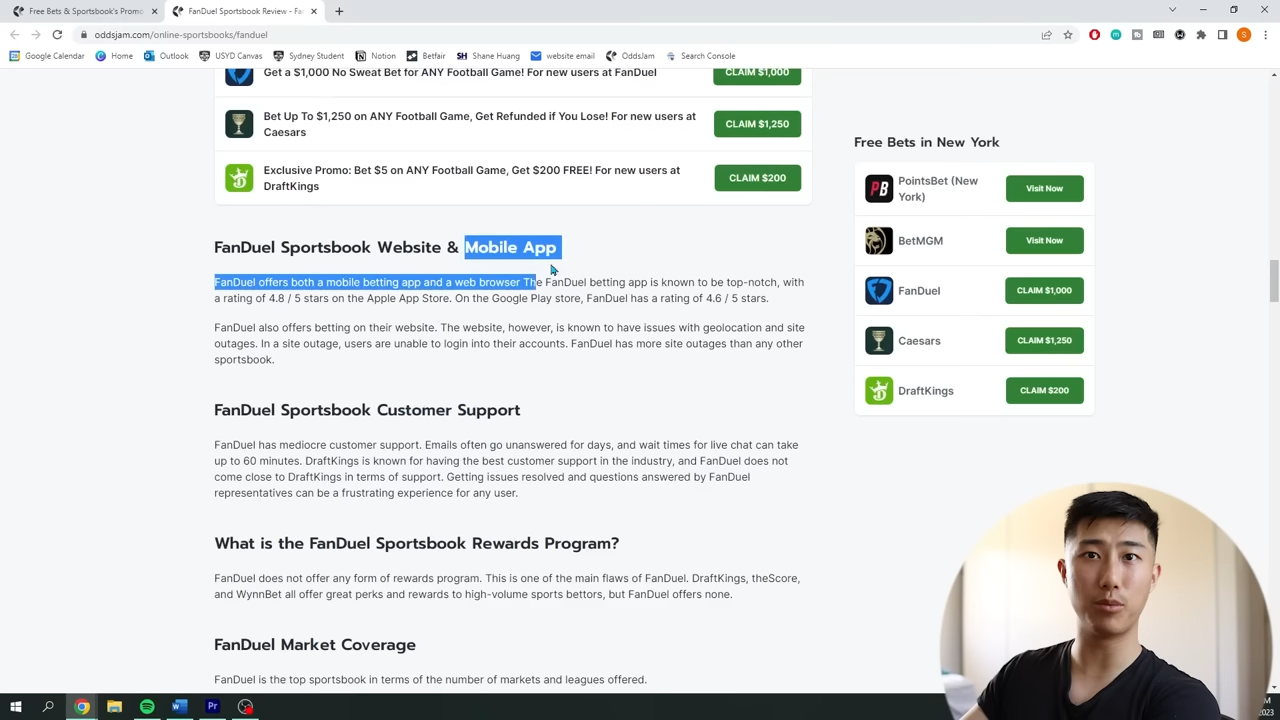 Free Bets & Sportsbook's Promo
FanDuel Sportsbook Review - Fan
oddsjam.com/online-sportsbooks/fanduel
Google Calendar
Home
Outlook
USYD Canvas
Sydney Student
Notion
Betfair
Shane Huang
website email
OddsJam
Search Console
Get a $1,000 No Sweat Bet for ANY Football Game! For new users at FanDuel
CLAIM $1,000
Bet Up To $1,250 on ANY Football Game, Get Refunded if You Lose! For new users at
Caesars
CLAIM $1,250
Exclusive Promo: Bet $5 on ANY Football Game, Get $200 FREE! For new users at
DraftKings
CLAIM $200
FanDuel Sportsbook Website & Mobile App
FanDuel offers both a mobile betting app and a web browser The FanDuel betting app is known to be top-notch, with
a rating of 4.8 / 5 stars on the Apple App Store. On the Google Play store, FanDuel has a rating of 4.6 / 5 stars.
FanDuel also offers betting on their website. The website, however, is known to have issues with geolocation and site
outages. In a site outage, users are unable to login into their accounts. FanDuel has more site outages than any other
sportsbook.
FanDuel Sportsbook Customer Support
FanDuel has mediocre customer support. Emails often go unanswered for days, and wait times for live chat can take
up to 60 minutes. DraftKings is known for having the best customer support in the industry, and FanDuel does not
come close to DraftKings in terms of support. Getting issues resolved and questions answered by FanDuel
representatives can be a frustrating experience for any user.
What is the FanDuel Sportsbook Rewards Program?
FanDuel does not offer any form of rewards program. This is one of the main flaws of FanDuel. DraftKings, theScore,
and WynnBet all offer great perks and rewards to high-volume sports bettors, but FanDuel offers none.
FanDuel Market Coverage
FanDuel is the top sportsbook in terms of the number of markets and leagues offered.
Free Bets in New York
PB
PointsBet (New
York)
Visit Now
BetMGM
Visit Now
FanDuel
CLAIM $1,000
Caesars
CLAIM $1,250
DraftKings
CLAIM $200